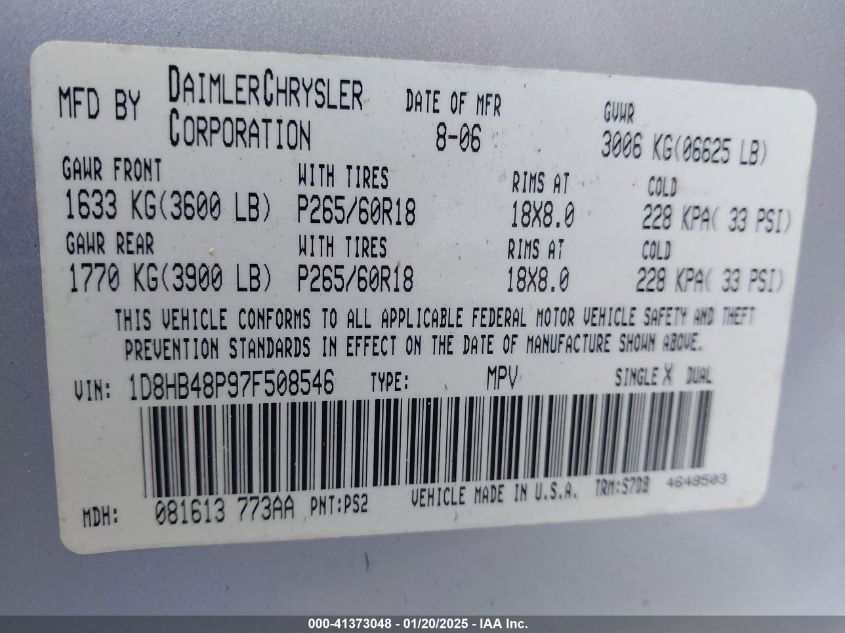 MFD BY DAIMLERCHRYSLER CORPORATION DATE OF MFR 8-06 GVWR 3006 KG(06625 LB)
GAWR FRONT WITH TIRES RIMS AT COLD
1633 KG(3600 LB) P265/60R18 18X8.0 228 KPA( 33 PSI)
GAWR REAR WITH TIRES RIMS AT COLD
1770 KG(3900 LB) P265/60R18 18X8.0 228 KPA( 33 PSI)
THIS VEHICLE CONFORMS TO ALL APPLICABLE FEDERAL MOTOR VEHICLE SAFETY AND THEFT
PREVENTION STANDARDS IN EFFECT ON THE DATE OF MANUFACTURE SHOWN ABOVE.
VIN: 1D8HB48P97F508546 TYPE: MPV SINGLE X DUAL
MDH: 081613 773AA PNT:PS2 VEHICLE MADE IN U.S.A. TRM:S7DB 4648503
000-41373048 - 01/20/2025 - IAA Inc.